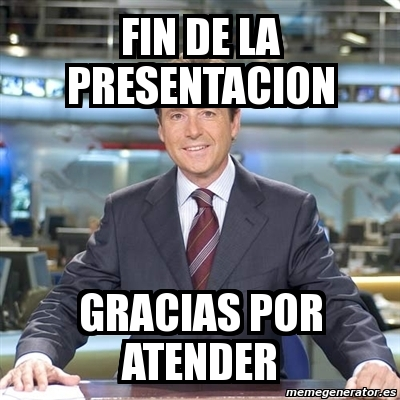 FIN DE LA
PRESENTACION
GRACIAS POR
ATENDER
memegenerator.es